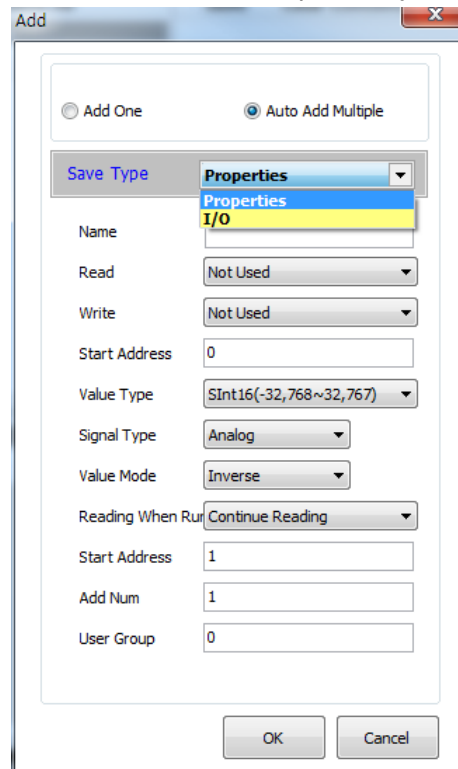 Add
X
Add One Auto Add Multiple
Save Type Properties
Properties
I/O
Name
Read Not Used
Write Not Used
Start Address 0
Value Type SInt16(-32,768~32,767)
Signal Type Analog
Value Mode Inverse
Reading When Rur Continue Reading
Start Address 1
Add Num 1
User Group 0
OK Cancel